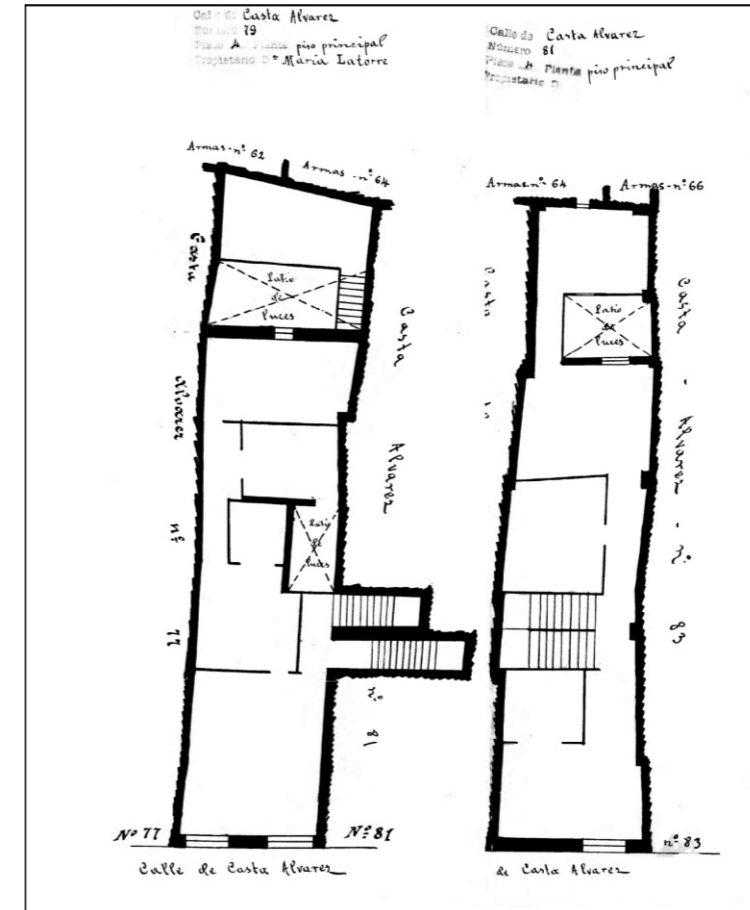 Calle de Casta Alvarez
Número 79
Piso A. Planta piso principal
Propietario Dª Maria Latorre
Calle de Casta Alvarez
Número 81
Piso A. Planta piso principal
Propietario D.
Armas - nº 62
Armas - nº 64
Casta
Alvarez
nº
77
Patio
de
luces
Casta
Alvarez
Patio
de
luces
nº
81
Nº 77
Nº 81
Calle de Casta Alvarez
Armas - nº 64
Armas - nº 66
Casta
Patio
de
luces
Casta - Alvarez - nº 83
nº 83
de Casta Alvarez